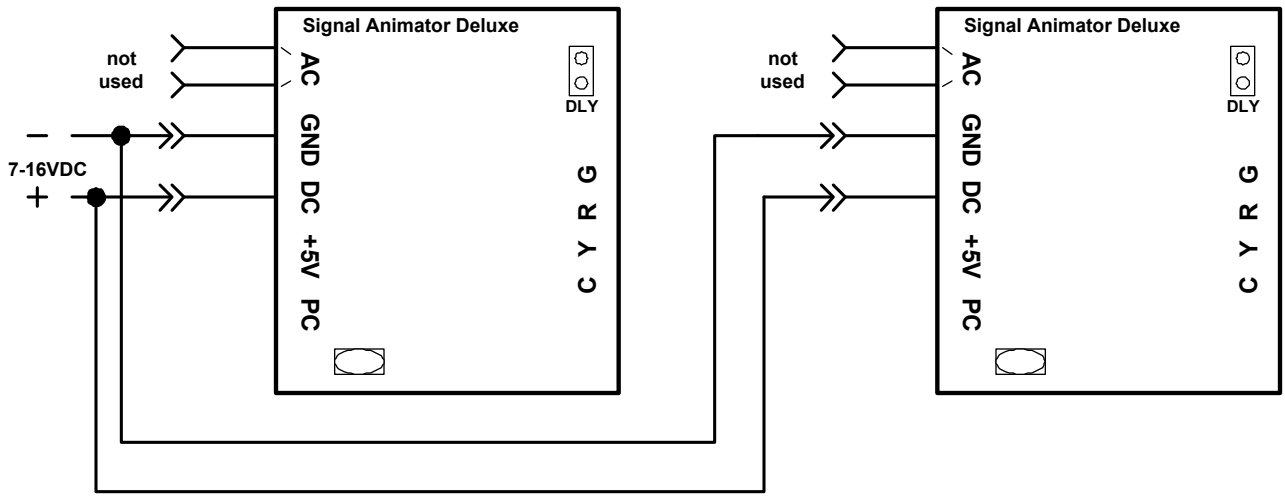 Signal Animator Deluxe
not
used
AC
GND
DC
+5V
PC
DLY
G
R
Y
C
−
7-16VDC
+
Signal Animator Deluxe
not
used
AC
GND
DC
+5V
PC
DLY
G
R
Y
C